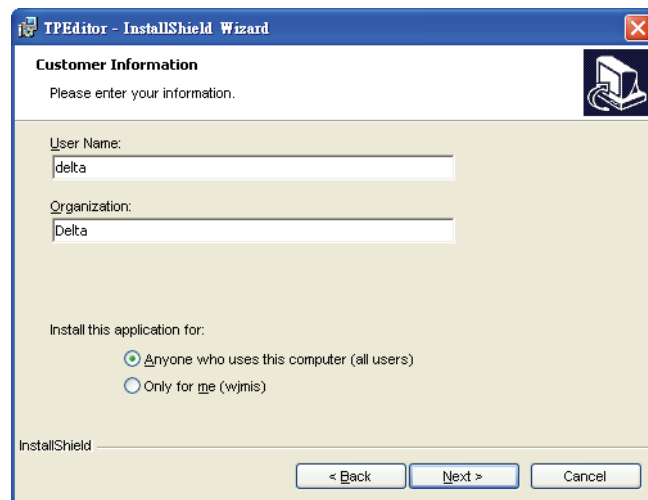 TPEditor - InstallShield Wizard
Customer Information
Please enter your information.
User Name:
delta
Organization:
Delta
Install this application for:
Anyone who uses this computer (all users)
Only for me (wjmis)
InstallShield
< Back Next > Cancel